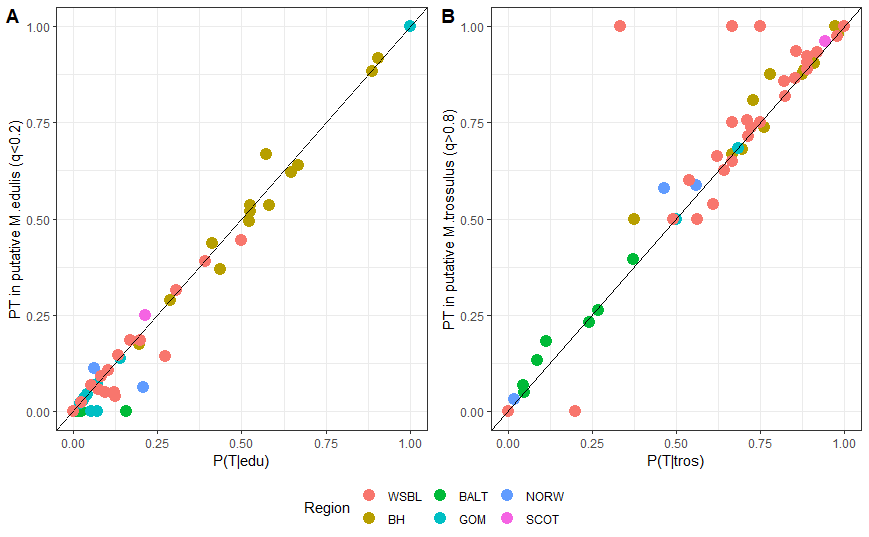 A
B
PT in putative M.edulis (q<0.2)
1.00
0.75
0.50
0.25
0.00
0.00 0.25 0.50 0.75 1.00
P(T|edu)
PT in putative M.trossulus (q>0.8)
1.00
0.75
0.50
0.25
0.00
0.00 0.25 0.50 0.75 1.00
P(T|tros)
Region
WSBL BALT NORW
BH GOM SCOT